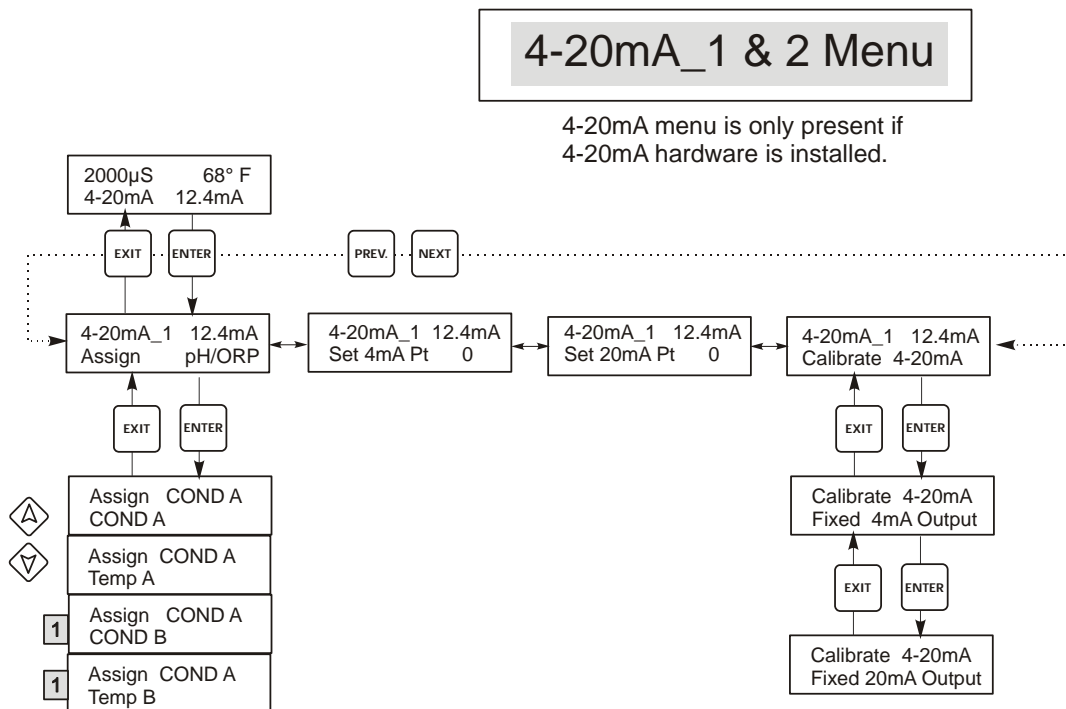 4-20mA_1 & 2 Menu
4-20mA menu is only present if
4-20mA hardware is installed.
2000µS 68° F
4-20mA 12.4mA
EXIT ENTER PREV. NEXT
4-20mA_1 12.4mA
Assign pH/ORP
4-20mA_1 12.4mA
Set 4mA Pt 0
4-20mA_1 12.4mA
Set 20mA Pt 0
4-20mA_1 12.4mA
Calibrate 4-20mA
EXIT ENTER
EXIT ENTER
Assign COND A
COND A
Assign COND A
Temp A
1
Assign COND A
COND B
1
Assign COND A
Temp B
Calibrate 4-20mA
Fixed 4mA Output
EXIT ENTER
Calibrate 4-20mA
Fixed 20mA Output